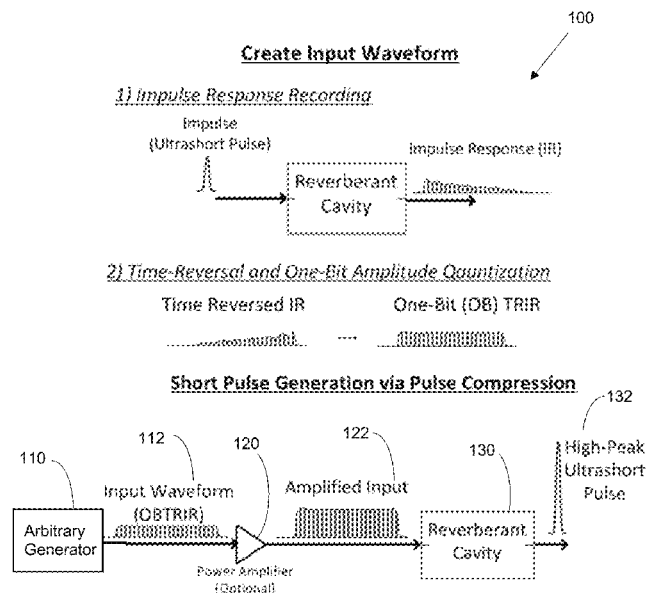 100
Create Input Waveform
1) Impulse Response Recording
Impulse
(Ultrashort Pulse)
Impulse Response (IR)
Reverberant
Cavity
2) Time-Reversal and One-Bit Amplitude Qauntization
Time Reversed IR
One-Bit (OB) TRIR
Short Pulse Generation via Pulse Compression
132
110
112
120
122
130
High-Peak
Ultrashort
Pulse
Input Waveform
(OBTRIR)
Amplified Input
Arbitrary
Generator
Reverberant
Cavity
Power Amplifier
(Optional)